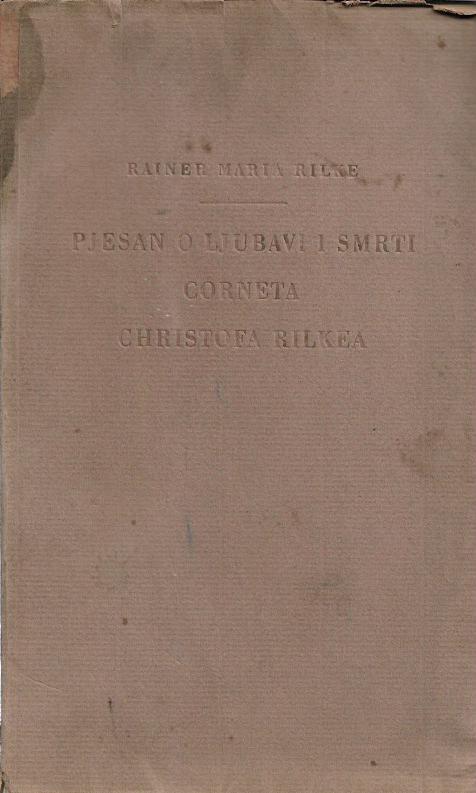 RAINER MARIA RILKE
PJESAN O LJUBAVI I SMRTI
CORNETA
CHRISTOFA RILKEA